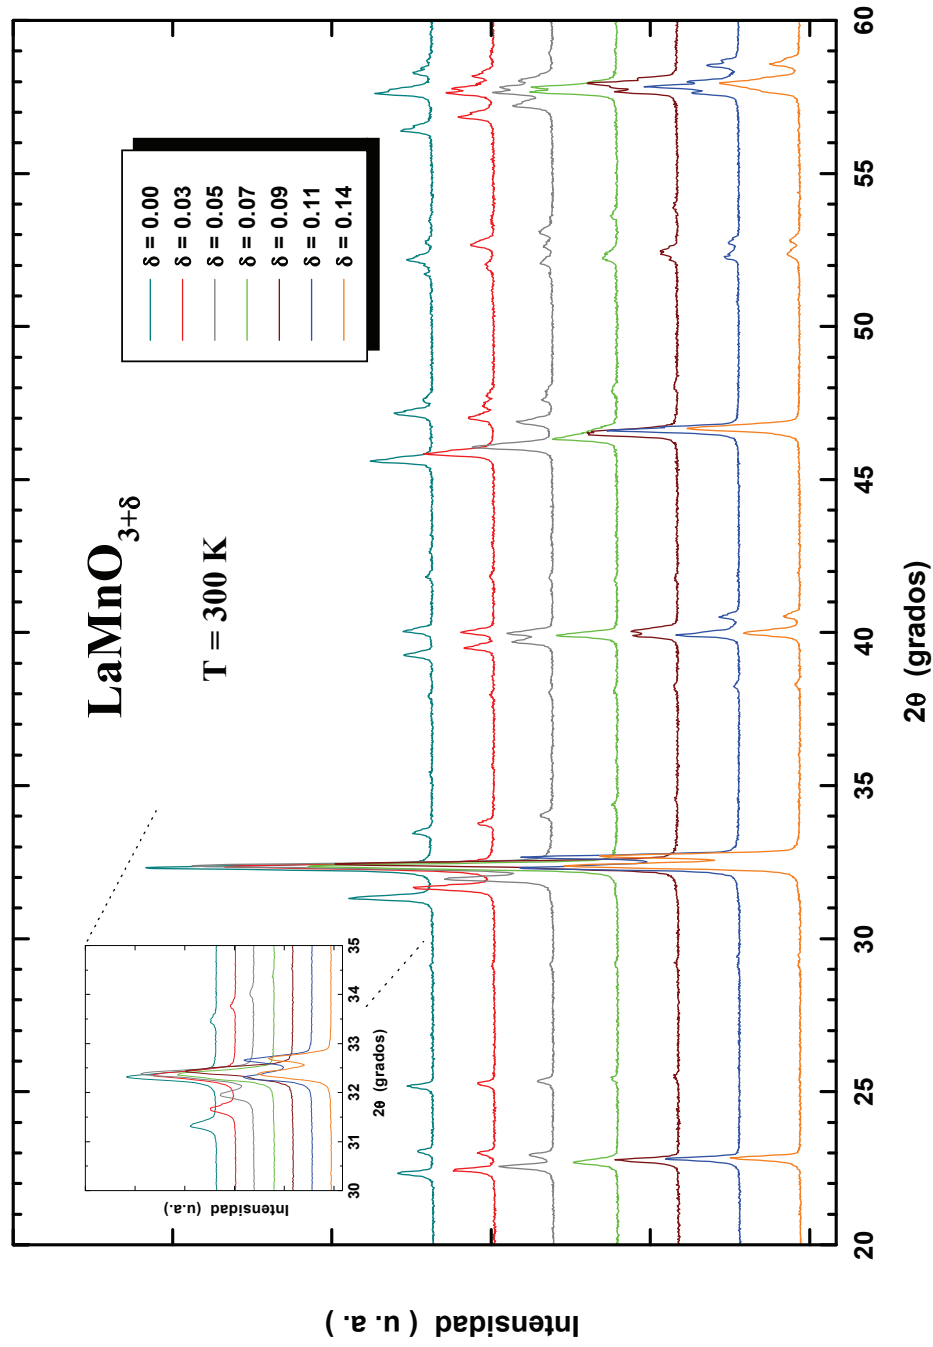 LaMnO3+δ
T = 300 K
δ = 0.00
δ = 0.03
δ = 0.05
δ = 0.07
δ = 0.09
δ = 0.11
δ = 0.14
Intensidad (u.a.)
30 31 32 33 34 35
2θ (grados)
Intensidad ( u. a. )
20 25 30 35 40 45 50 55 60
2θ (grados)